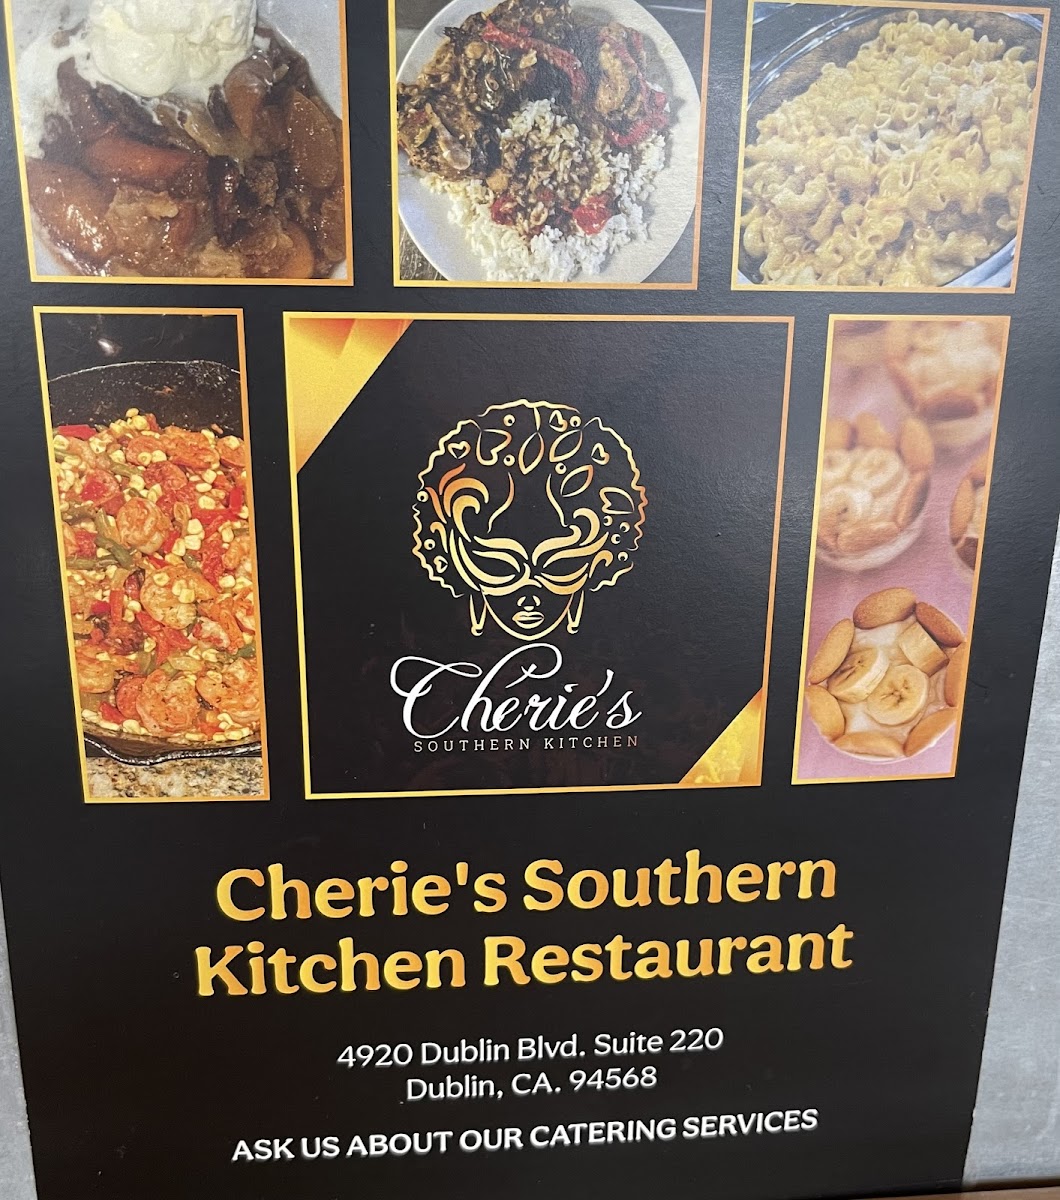 Cherie's
SOUTHERN KITCHEN
Cherie's Southern
Kitchen Restaurant
4920 Dublin Blvd. Suite 220
Dublin, CA. 94568
ASK US ABOUT OUR CATERING SERVICES